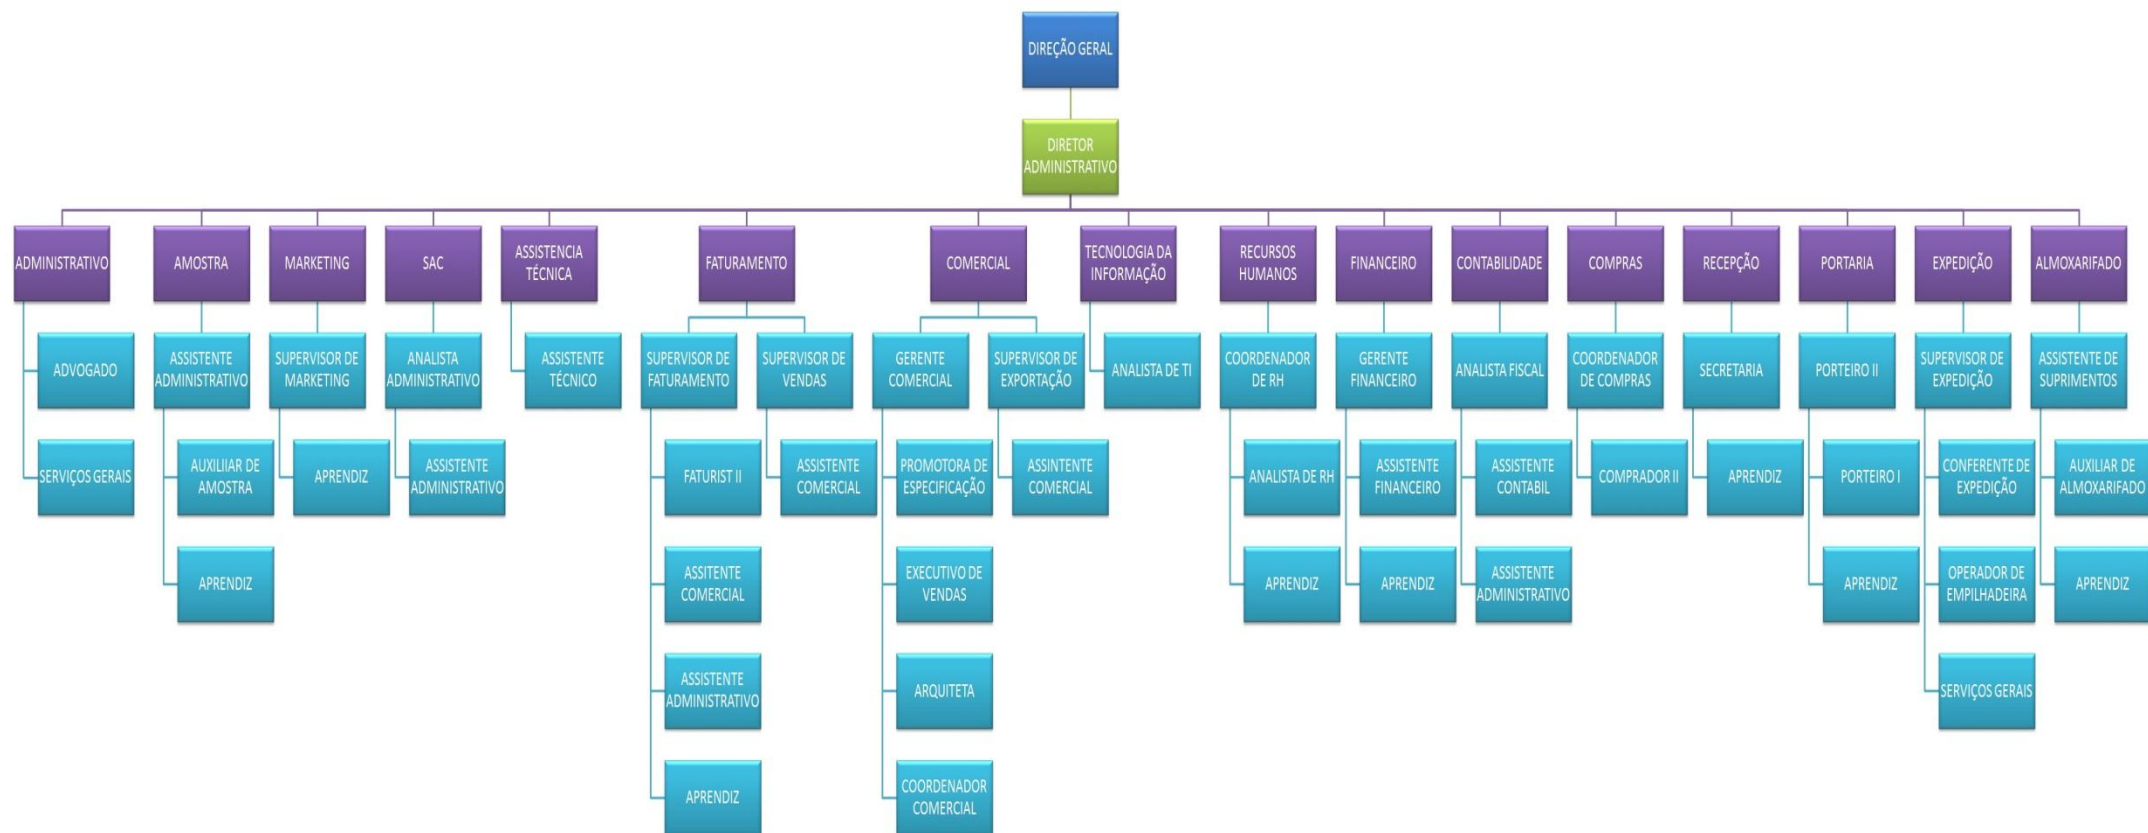 DIREÇÃO GERAL
DIRETOR
ADMINISTRATIVO
ADMINISTRATIVO
AMOSTRA
MARKETING
SAC
ASSISTENCIA
TÉCNICA
FATURAMENTO
COMERCIAL
TECNOLOGIA DA
INFORMAÇÃO
RECURSOS
HUMANOS
FINANCEIRO
CONTABILIDADE
COMPRAS
RECEPÇÃO
PORTARIA
EXPEDIÇÃO
ALMOXARIFADO
ADVOGADO
ASSISTENTE
ADMINISTRATIVO
SUPERVISOR DE
MARKETING
ANALISTA
ADMINISTRATIVO
ASSISTENTE
TÉCNICO
SUPERVISOR DE
FATURAMENTO
SUPERVISOR DE
VENDAS
GERENTE
COMERCIAL
SUPERVISOR DE
EXPORTAÇÃO
ANALISTA DE TI
COORDENADOR
DE RH
GERENTE
FINANCEIRO
ANALISTA FISCAL
COORDENADOR
DE COMPRAS
SECRETARIA
PORTEIRO II
SUPERVISOR DE
EXPEDIÇÃO
ASSISTENTE DE
SUPRIMENTOS
SERVIÇOS GERAIS
AUXILIIAR DE
AMOSTRA
APRENDIZ
ASSISTENTE
ADMINISTRATIVO
FATURIST II
ASSISTENTE
COMERCIAL
PROMOTORA DE
ESPECIFICAÇÃO
ASSINTENTE
COMERCIAL
ANALISTA DE RH
ASSISTENTE
FINANCEIRO
ASSISTENTE
CONTABIL
COMPRADOR II
APRENDIZ
PORTEIRO I
CONFERENTE DE
EXPEDIÇÃO
AUXILIAR DE
ALMOXARIFADO
APRENDIZ
ASSITENTE
COMERCIAL
EXECUTIVO DE
VENDAS
APRENDIZ
APRENDIZ
ASSISTENTE
ADMINISTRATIVO
APRENDIZ
OPERADOR DE
EMPILHADEIRA
APRENDIZ
ASSISTENTE
ADMINISTRATIVO
ARQUITETA
SERVIÇOS GERAIS
APRENDIZ
COORDENADOR
COMERCIAL